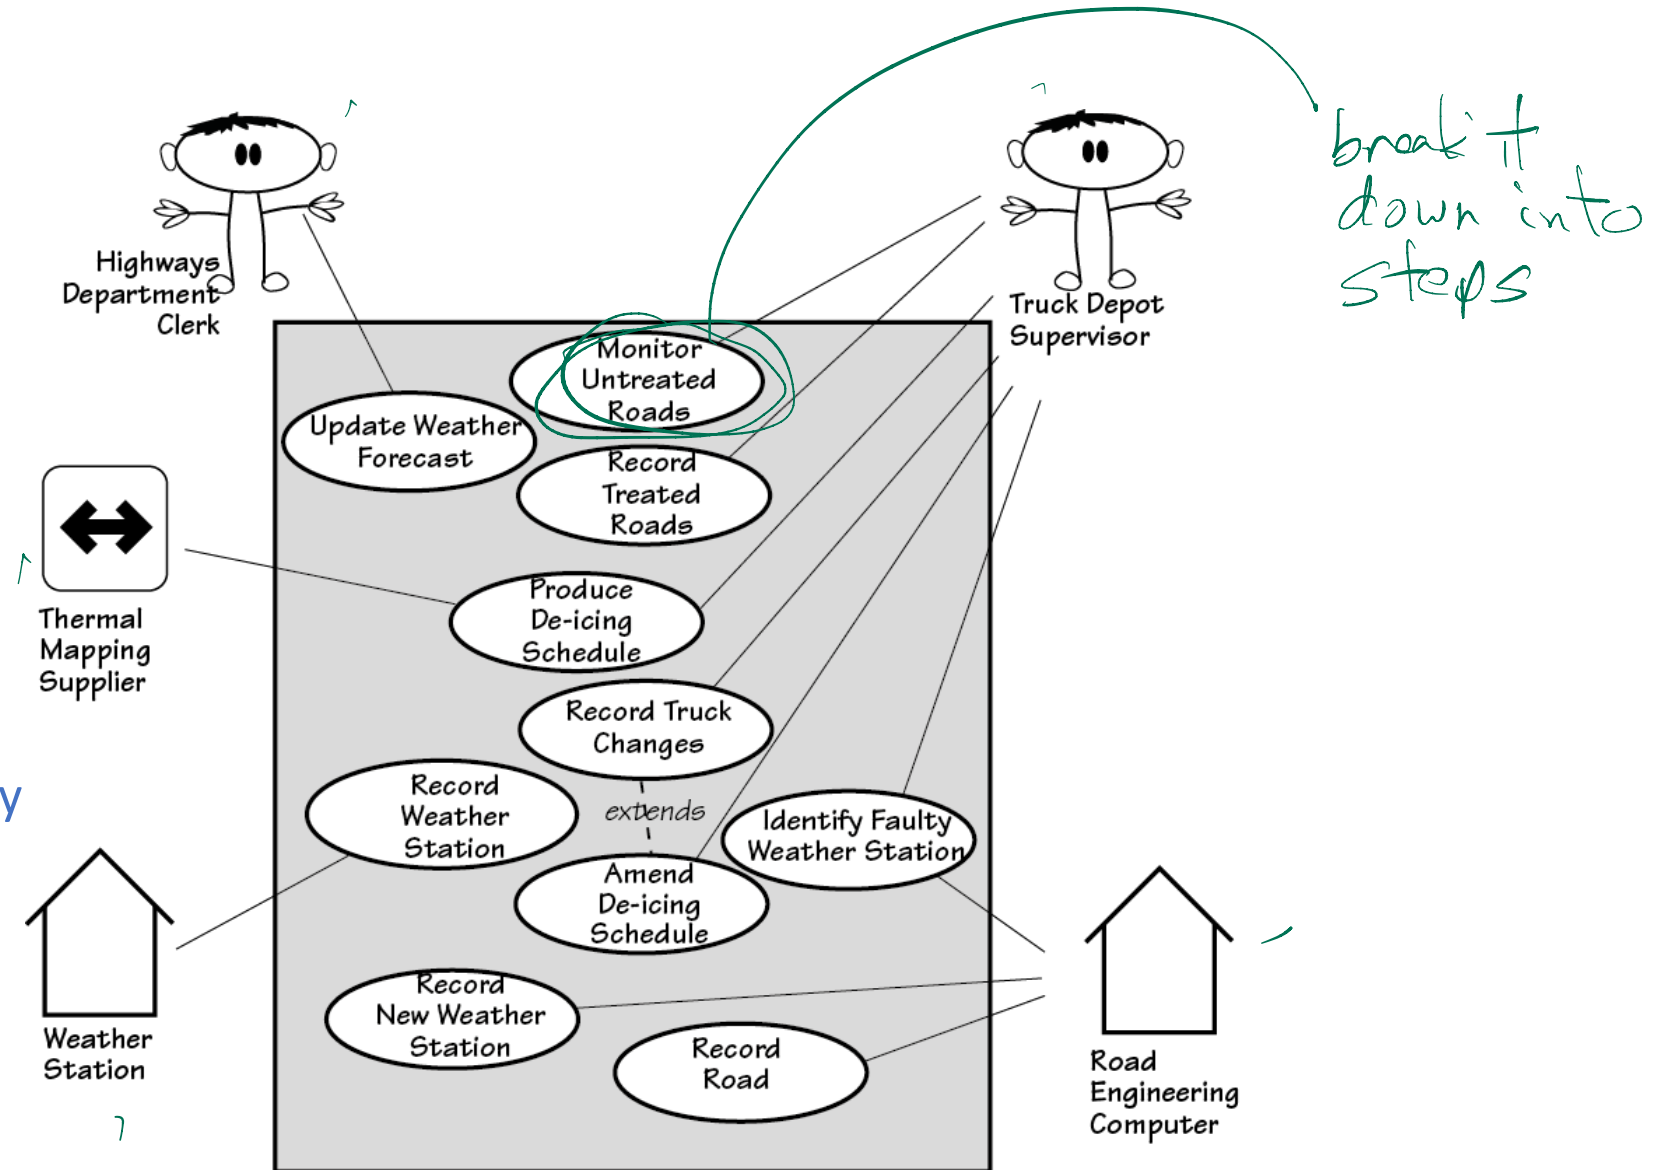 break it
down into
steps
Highways
Department
Clerk
Truck Depot
Supervisor
Monitor
Untreated
Roads
Update Weather
Forecast
Record
Treated
Roads
Thermal
Mapping
Supplier
Produce
De-icing
Schedule
Record Truck
Changes
y
Record
Weather
Station
extends
Identify Faulty
Weather Station
Amend
De-icing
Schedule
Weather
Station
Record
New Weather
Station
Record
Road
Road
Engineering
Computer